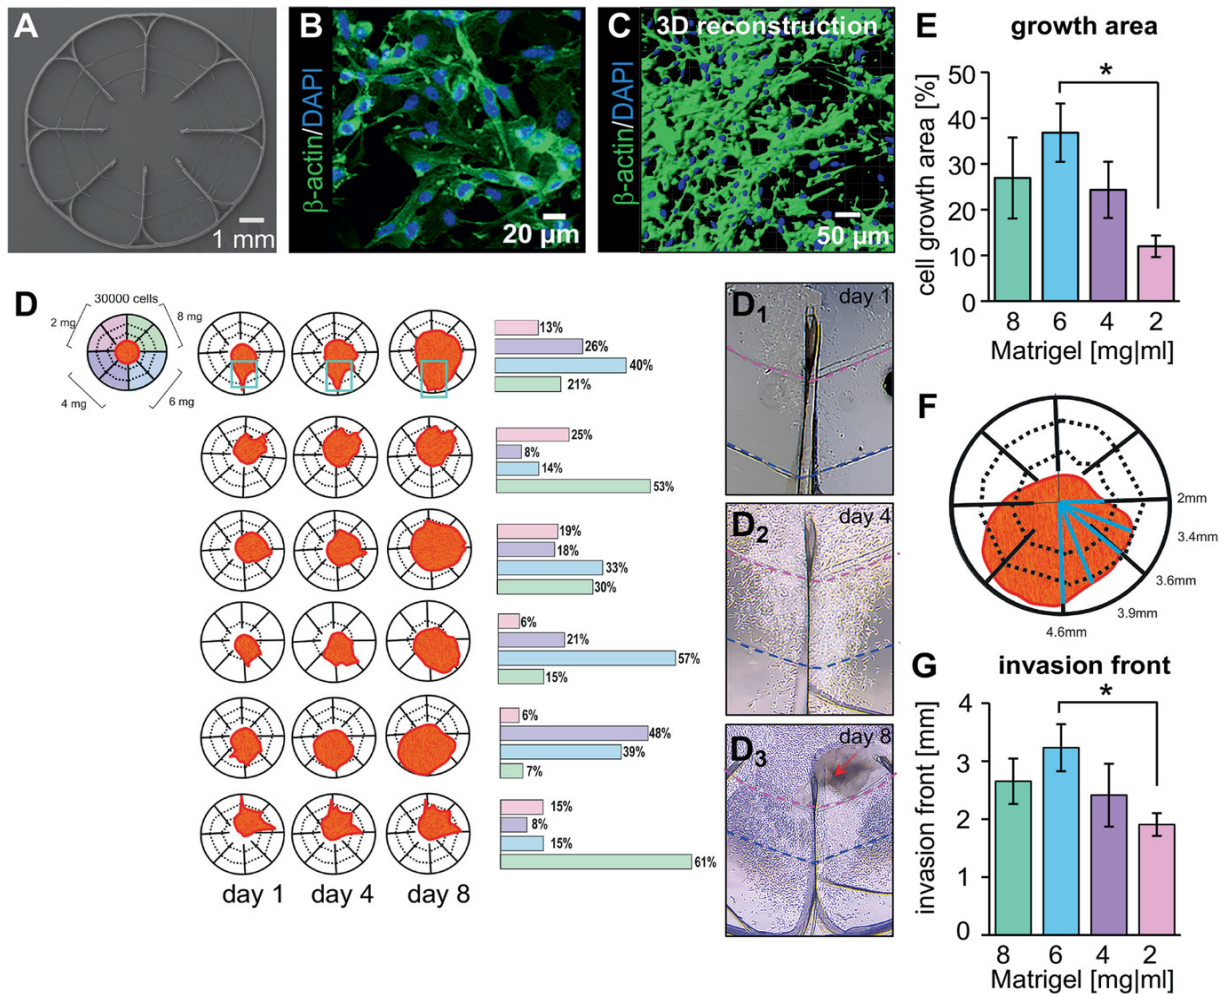 A
1 mm
B
β-actin/DAPI
20 µm
C
3D reconstruction
β-actin/DAPI
50 µm
D
30000 cells
2 mg
8 mg
4 mg
6 mg
13%
26%
40%
21%
25%
8%
14%
53%
19%
18%
33%
30%
6%
21%
57%
15%
6%
48%
39%
7%
15%
8%
15%
61%
day 1
day 4
day 8
D1
day 1
D2
day 4
D3
day 8
E
growth area
cell growth area [%]
50
40
30
20
10
0
*
8 6 4 2
Matrigel [mg|ml]
F
2mm
3.4mm
3.6mm
3.9mm
4.6mm
G
invasion front
invasion front [mm]
4
3
2
1
0
*
8 6 4 2
Matrigel [mg|ml]